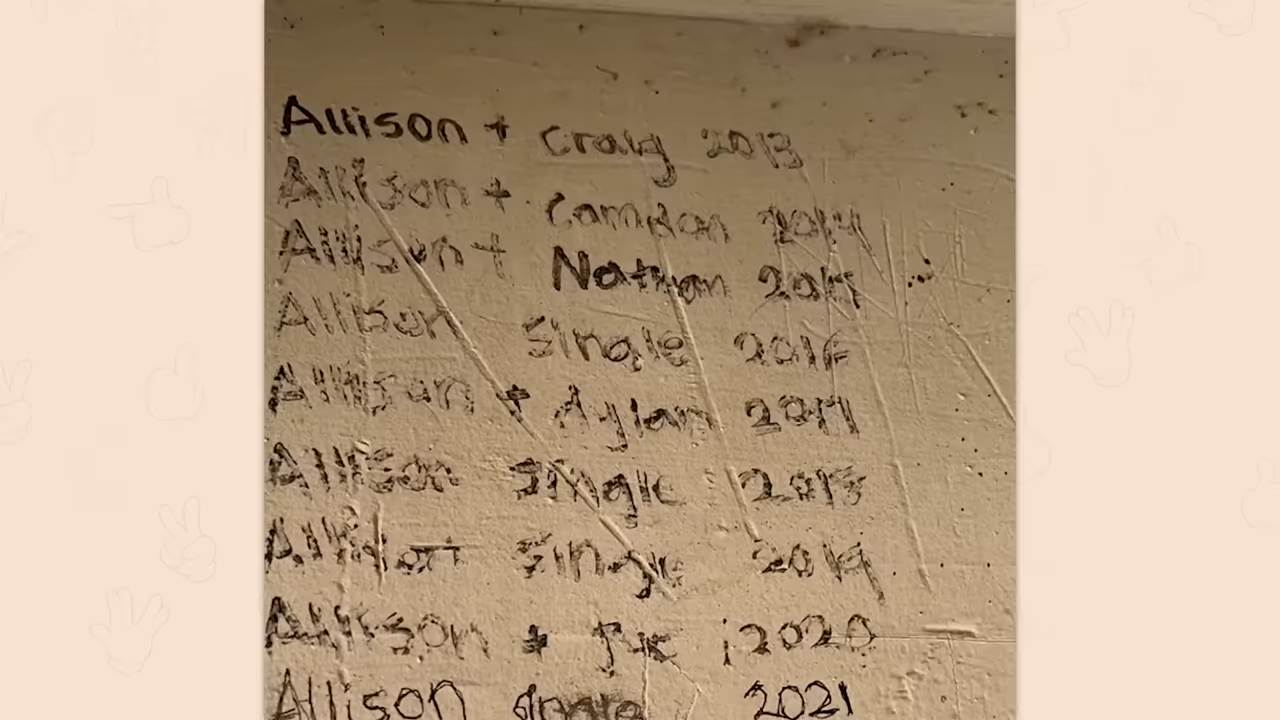 Allison + Craig 2013
Allison + Camdon 2014
Allison + Nathan 2015
Allison Single 2016
Allison + dylan 2017
Allison Single 2018
Allison Single 2019
Allison + 2020
Allison Single 2021